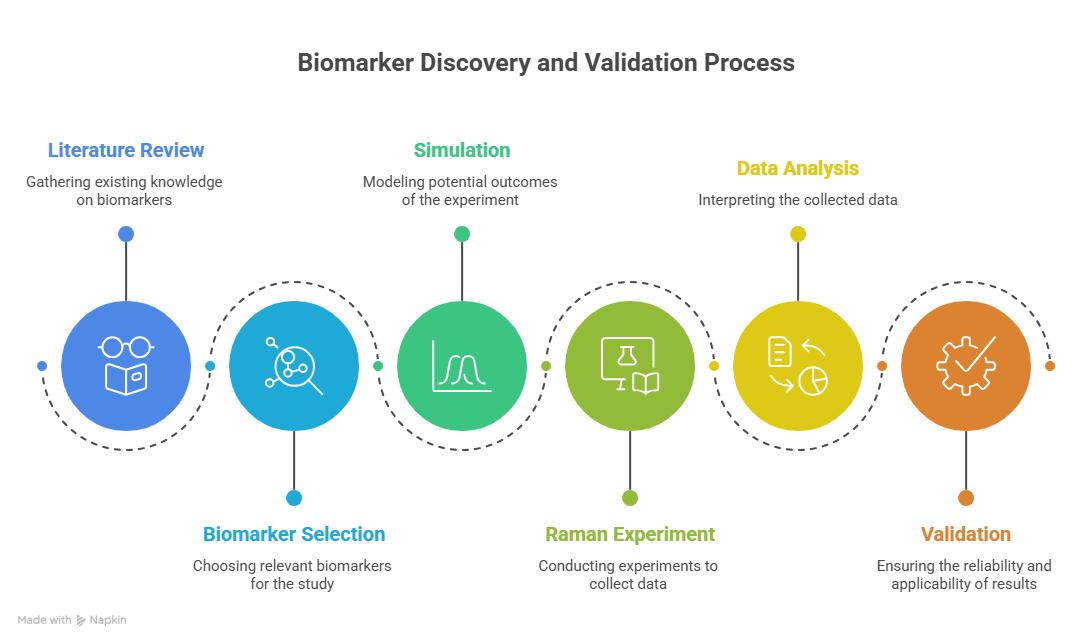 Biomarker Discovery and Validation Process
Literature Review
Gathering existing knowledge
on biomarkers
Simulation
Modeling potential outcomes
of the experiment
Data Analysis
Interpreting the collected data
Biomarker Selection
Choosing relevant biomarkers
for the study
Raman Experiment
Conducting experiments to
collect data
Validation
Ensuring the reliability and
applicability of results
Made with Napkin